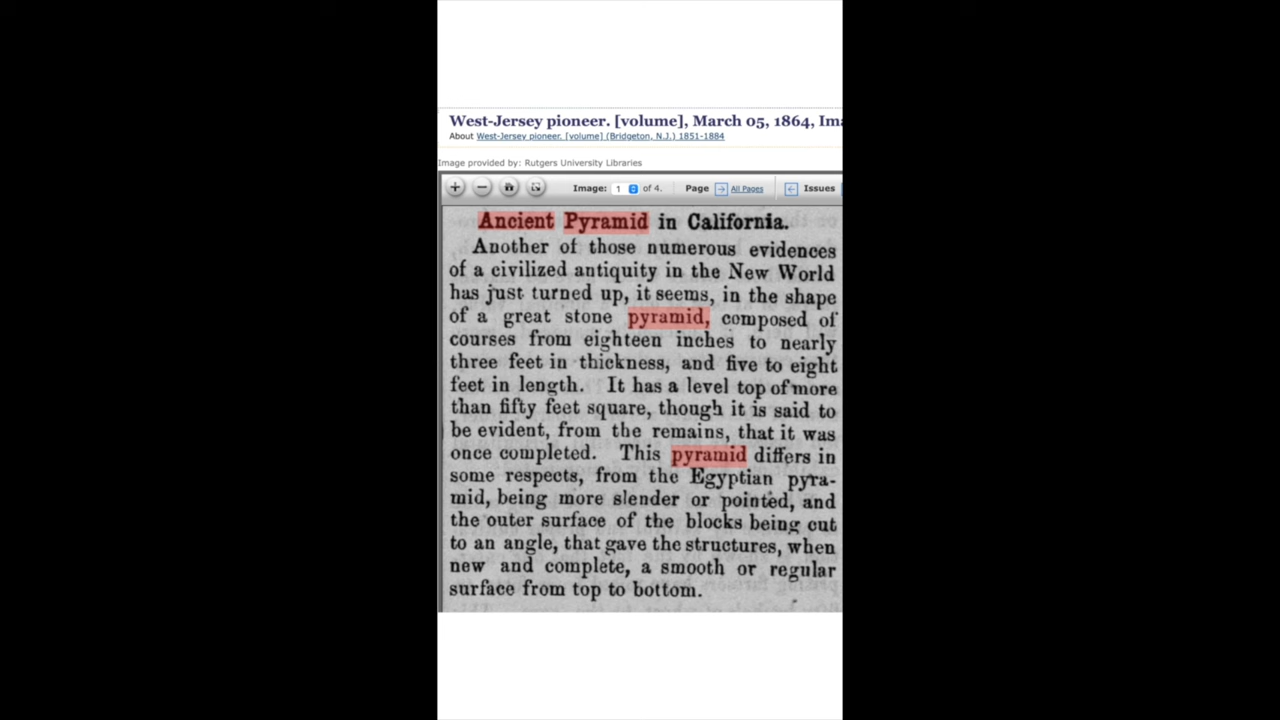 West-Jersey pioneer. [volume], March 05, 1864, Ima
About West-Jersey pioneer. [volume] (Bridgeton, N.J.) 1851-1884
Image provided by: Rutgers University Libraries
Image: 1 of 4. Page All Pages Issues
Ancient Pyramid in California.
Another of those numerous evidences
of a civilized antiquity in the New World
has just turned up, it seems, in the shape
of a great stone pyramid, composed of
courses from eighteen inches to nearly
three feet in thickness, and five to eight
feet in length. It has a level top of more
than fifty feet square, though it is said to
be evident, from the remains, that it was
once completed. This pyramid differs in
some respects, from the Egyptian pyra-
mid, being more slender or pointed, and
the outer surface of the blocks being cut
to an angle, that gave the structures, when
new and complete, a smooth or regular
surface from top to bottom.